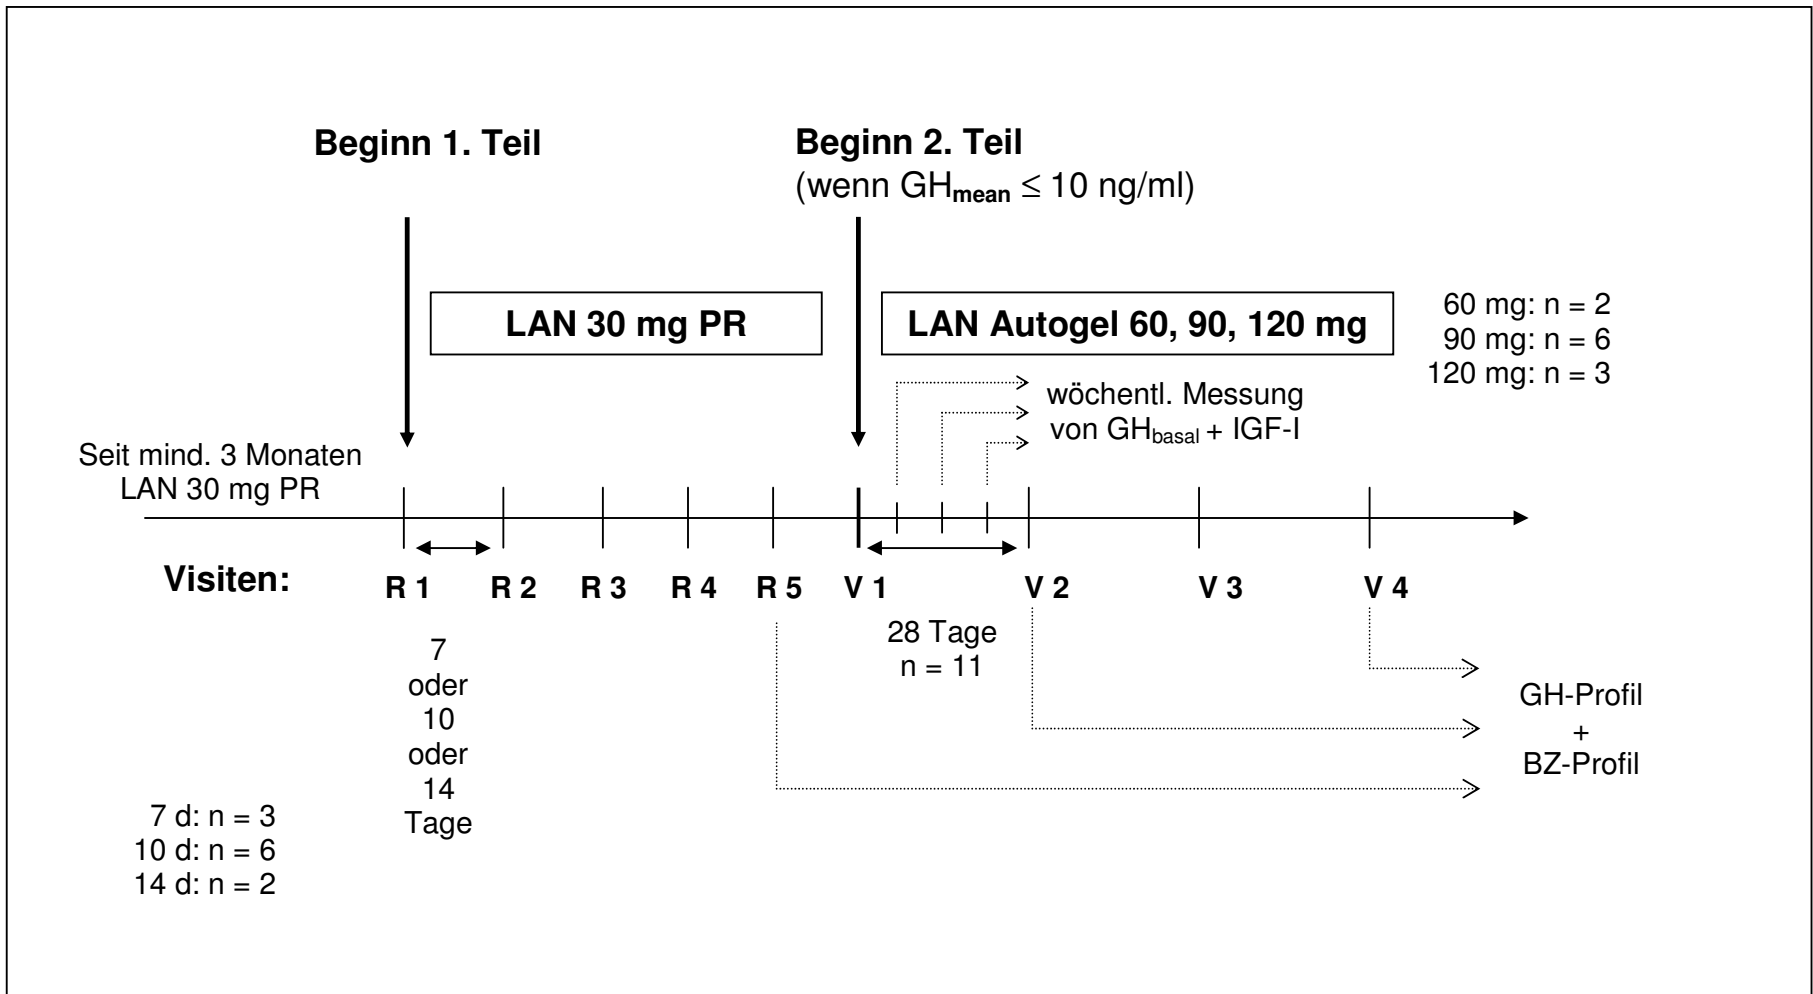 Beginn 1. Teil
Beginn 2. Teil
(wenn GHmean ≤ 10 ng/ml)
LAN 30 mg PR
LAN Autogel 60, 90, 120 mg
60 mg: n = 2
90 mg: n = 6
120 mg: n = 3
wöchentl. Messung
von GHbasal + IGF-I
Seit mind. 3 Monaten
LAN 30 mg PR
Visiten:
R 1
R 2
R 3
R 4
R 5
V 1
V 2
V 3
V 4
7
oder
10
oder
14
Tage
28 Tage
n = 11
GH-Profil
+
BZ-Profil
7 d: n = 3
10 d: n = 6
14 d: n = 2